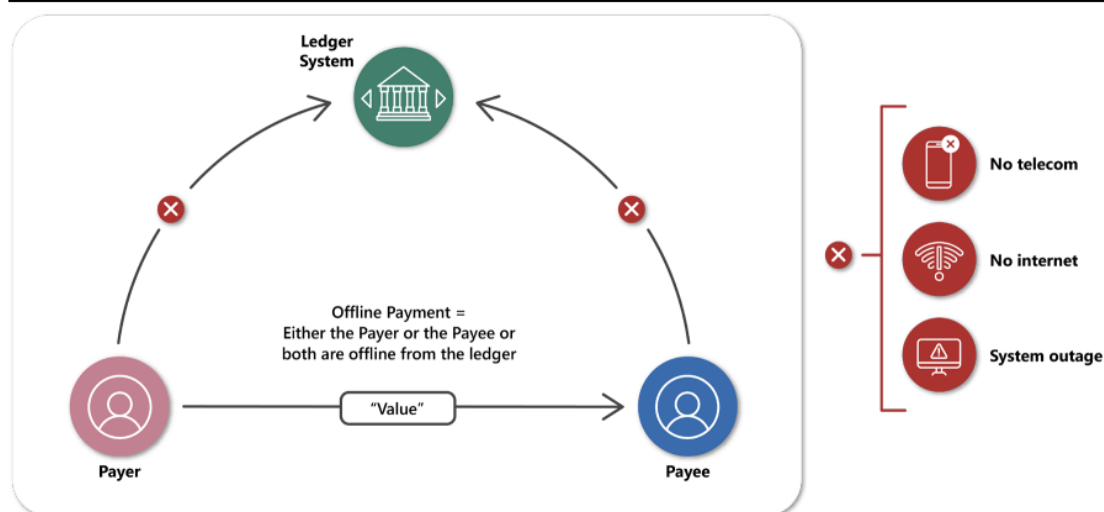 Ledger
System
No telecom
No internet
Offline Payment =
Either the Payer or the Payee or
both are offline from the ledger
System outage
“Value”
Payer
Payee